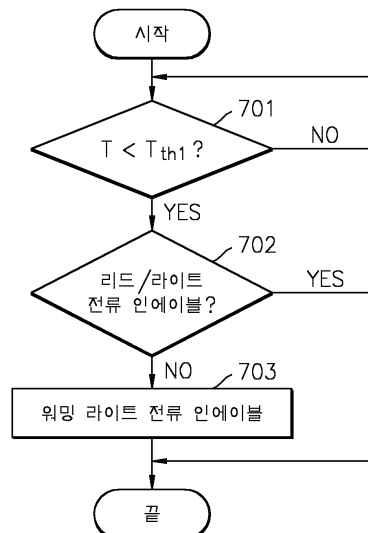 시작
701
T < Tth1 ?
NO
YES
702
리드/라이트
전류 인에이블?
YES
NO
703
워밍 라이트 전류 인에이블
끝